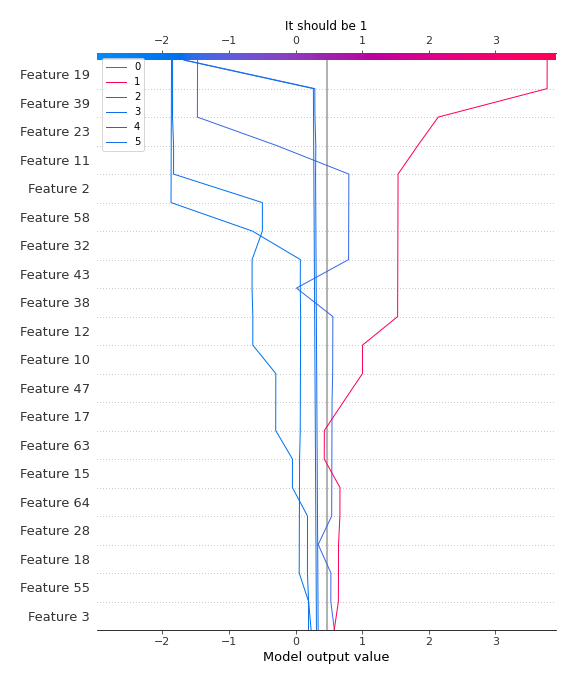 It should be 1
−2 −1 0 1 2 3
0
1
2
3
4
5
Feature 19
Feature 39
Feature 23
Feature 11
Feature 2
Feature 58
Feature 32
Feature 43
Feature 38
Feature 12
Feature 10
Feature 47
Feature 17
Feature 63
Feature 15
Feature 64
Feature 28
Feature 18
Feature 55
Feature 3
−2 −1 0 1 2 3
Model output value